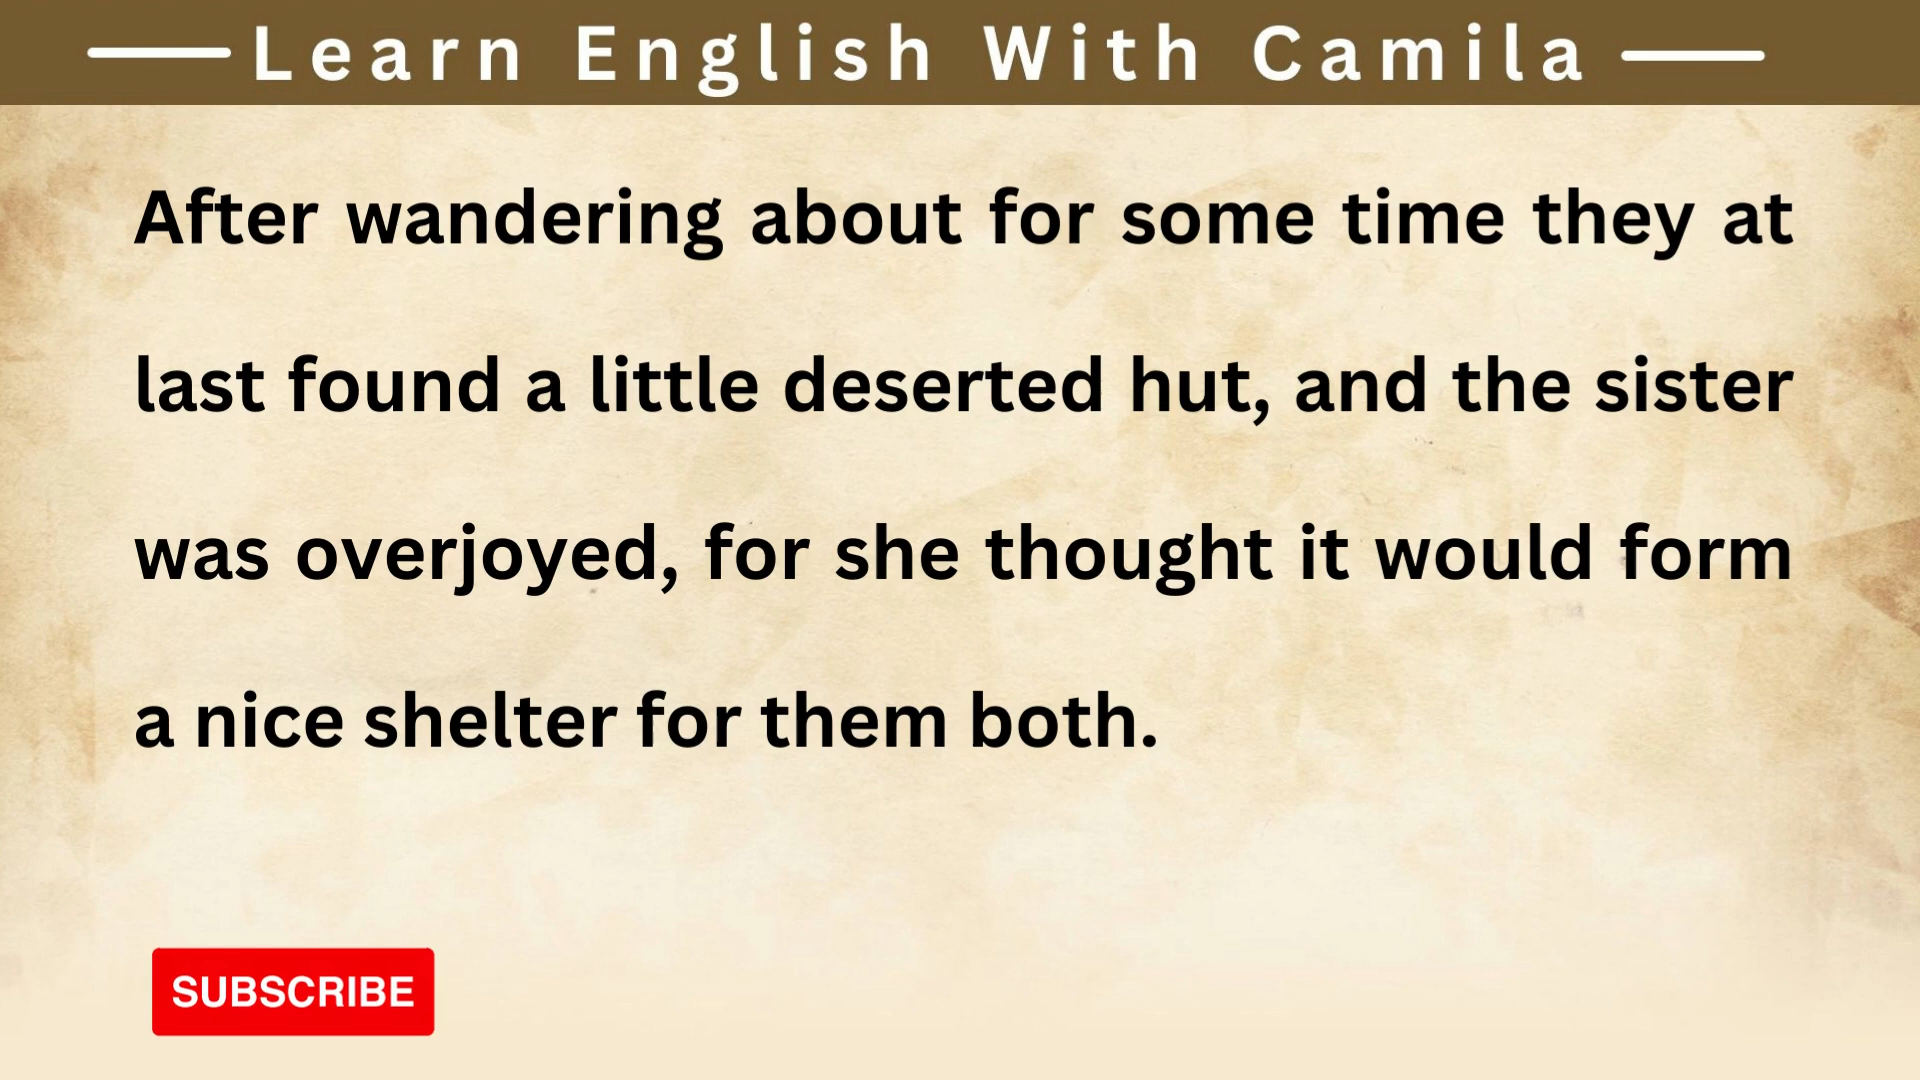 Learn English With Camila
After wandering about for some time they at
last found a little deserted hut, and the sister
was overjoyed, for she thought it would form
a nice shelter for them both.
SUBSCRIBE